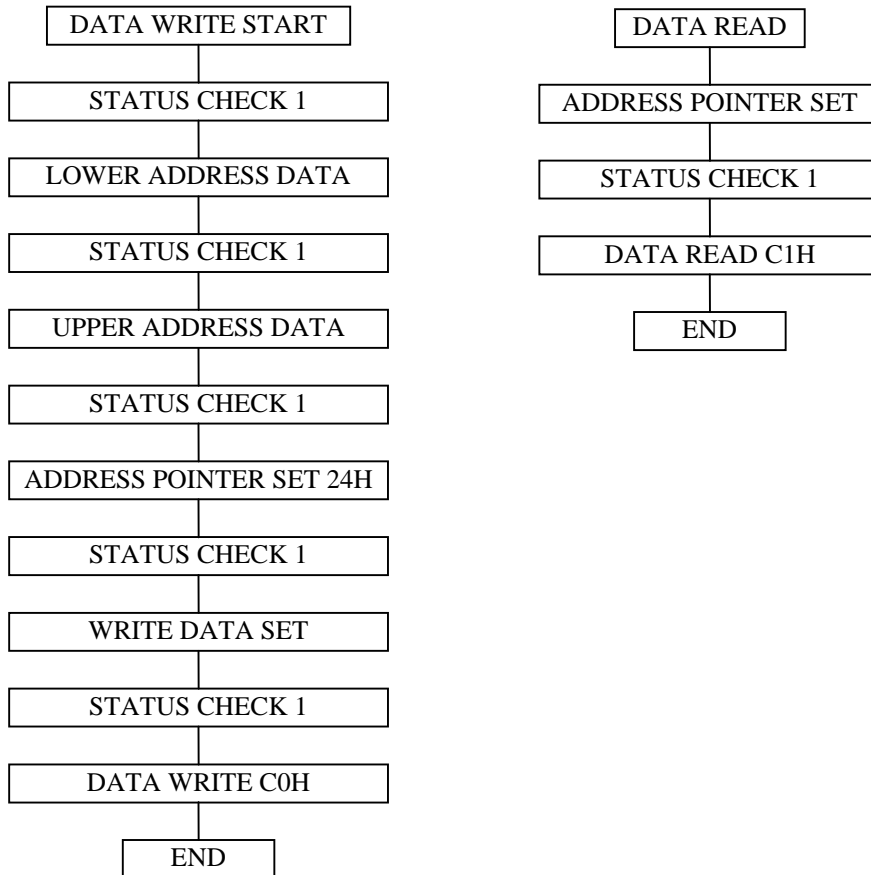 DATA WRITE START
STATUS CHECK 1
LOWER ADDRESS DATA
STATUS CHECK 1
UPPER ADDRESS DATA
STATUS CHECK 1
ADDRESS POINTER SET 24H
STATUS CHECK 1
WRITE DATA SET
STATUS CHECK 1
DATA WRITE C0H
END
DATA READ
ADDRESS POINTER SET
STATUS CHECK 1
DATA READ C1H
END